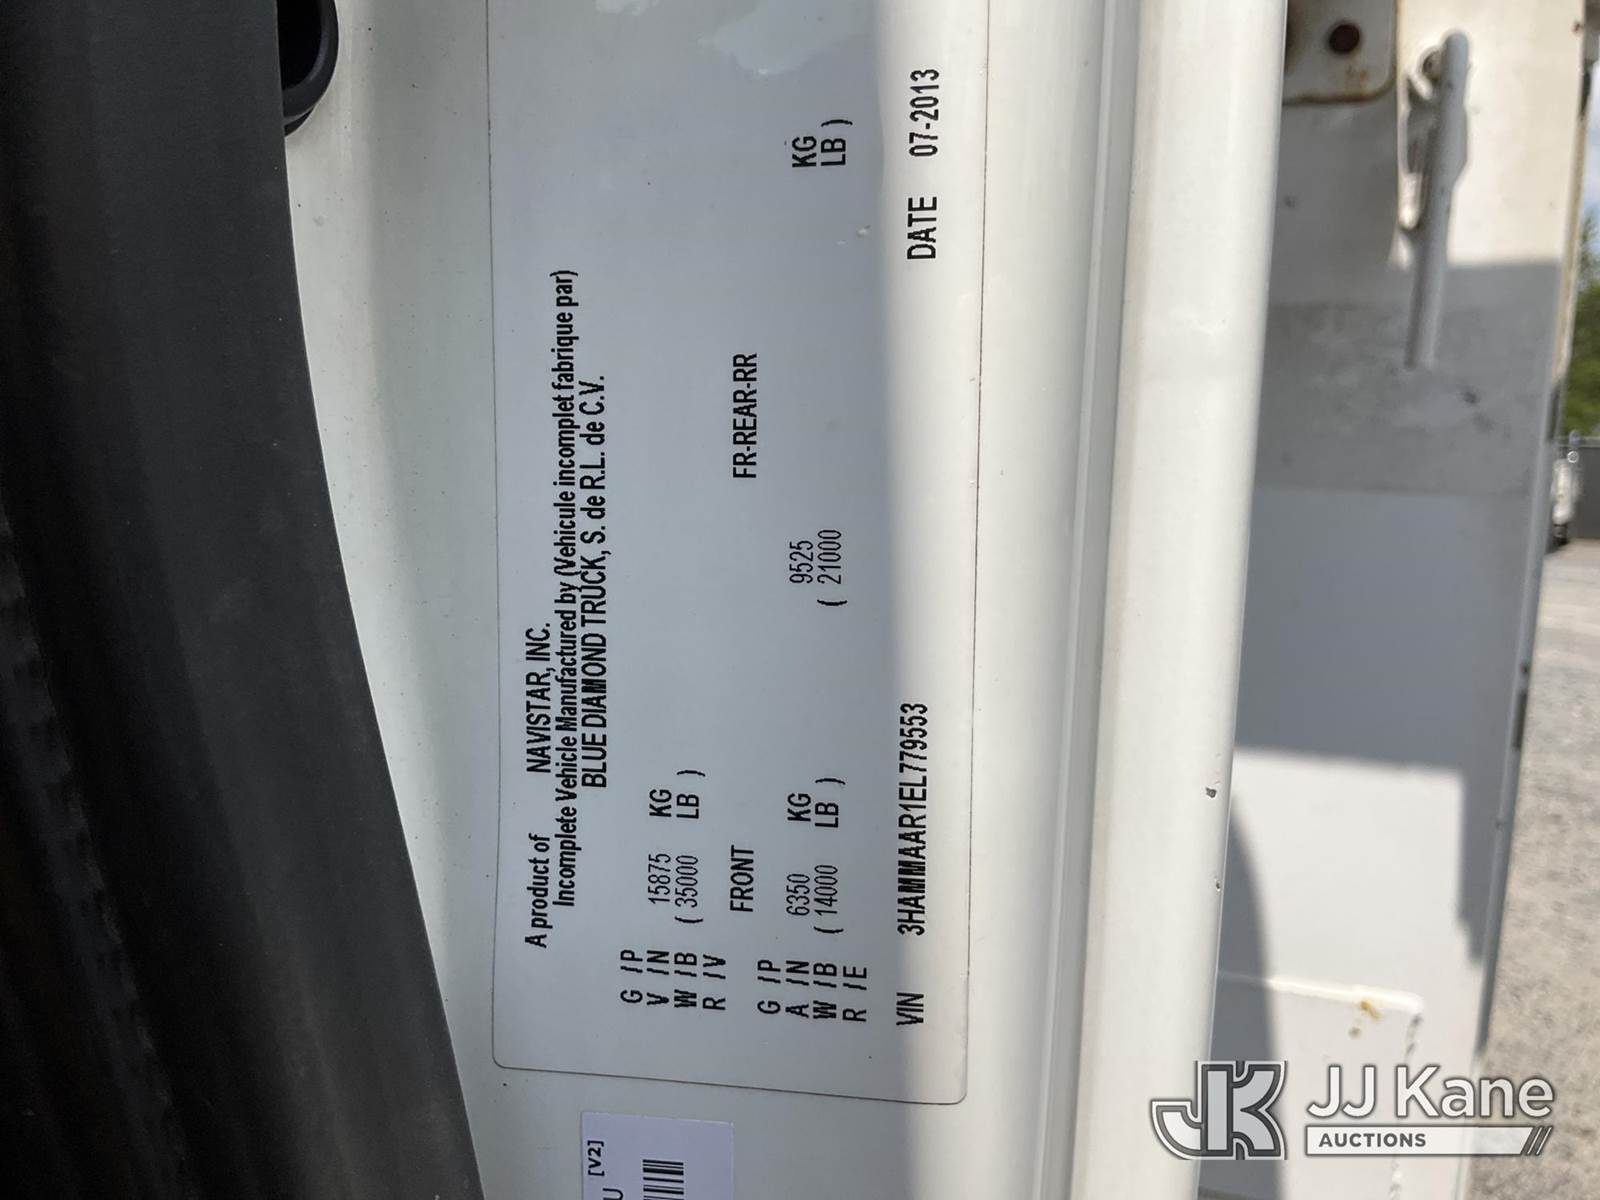 A product of NAVISTAR, INC.
Incomplete Vehicle Manufactured by (Vehicule incomplet fabrique par)
BLUE DIAMOND TRUCK, S. de R.L. de C.V.
G /P
V /N 15875 KG
W /B ( 35000 LB )
R /V
FRONT FR-REAR-RR
G /P
A /N 6350 KG 9525 KG
W /B ( 14000 LB ) ( 21000 LB )
R /E
VIN 3HAMMAAR1EL779553 DATE 07-2013
U [V2]
JK JJ Kane
AUCTIONS